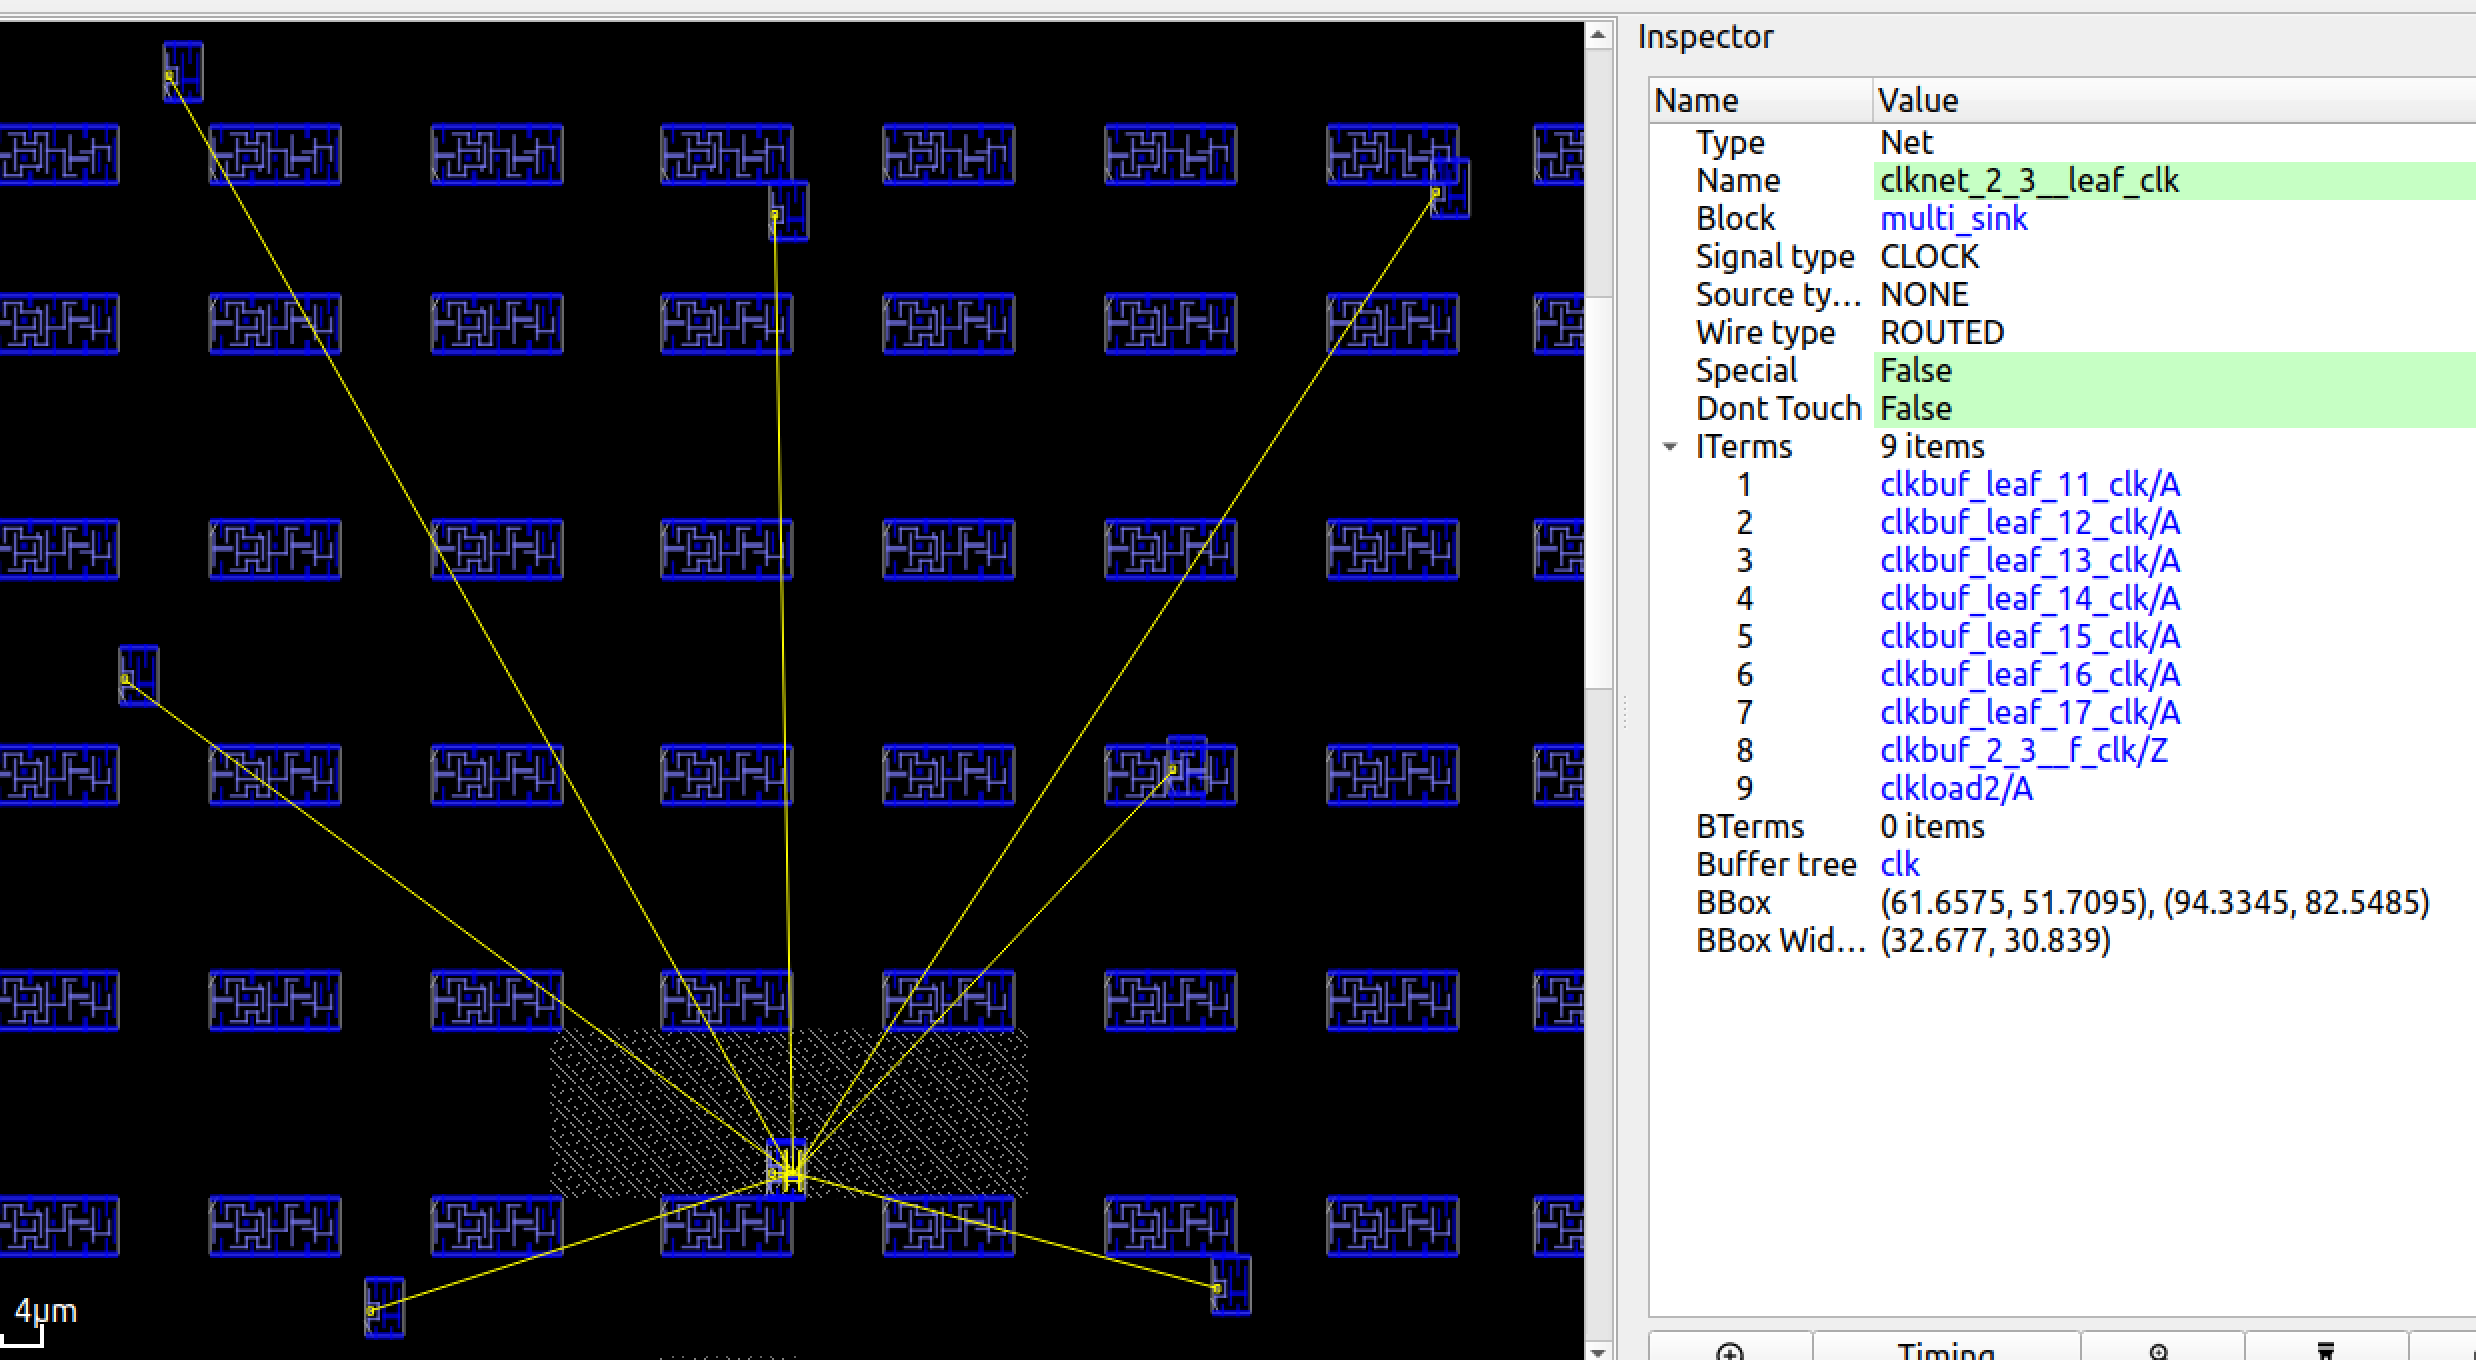 Inspector
Name Value
Type Net
Name clknet_2_3__leaf_clk
Block multi_sink
Signal type CLOCK
Source ty... NONE
Wire type ROUTED
Special False
Dont Touch False
ITerms 9 items
1 clkbuf_leaf_11_clk/A
2 clkbuf_leaf_12_clk/A
3 clkbuf_leaf_13_clk/A
4 clkbuf_leaf_14_clk/A
5 clkbuf_leaf_15_clk/A
6 clkbuf_leaf_16_clk/A
7 clkbuf_leaf_17_clk/A
8 clkbuf_2_3__f_clk/Z
9 clkload2/A
BTerms 0 items
Buffer tree clk
BBox (61.6575, 51.7095), (94.3345, 82.5485)
BBox Wid... (32.677, 30.839)
4µm
Timing